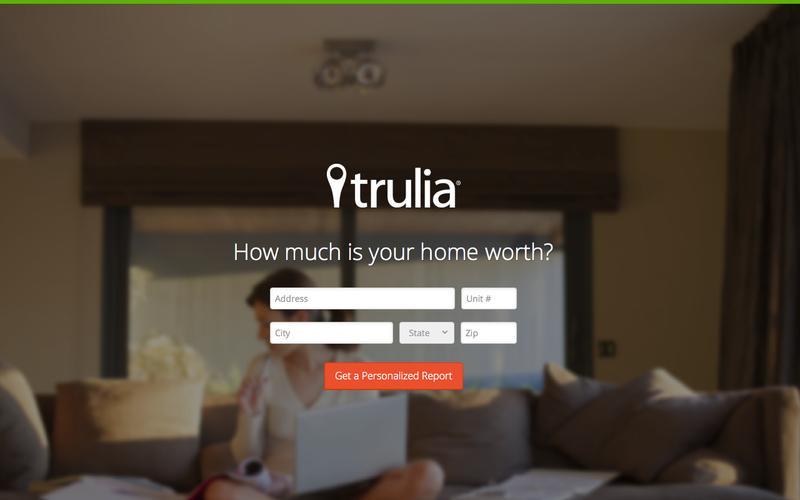 trulia®
How much is your home worth?
Address Unit #
City State Zip
Get a Personalized Report